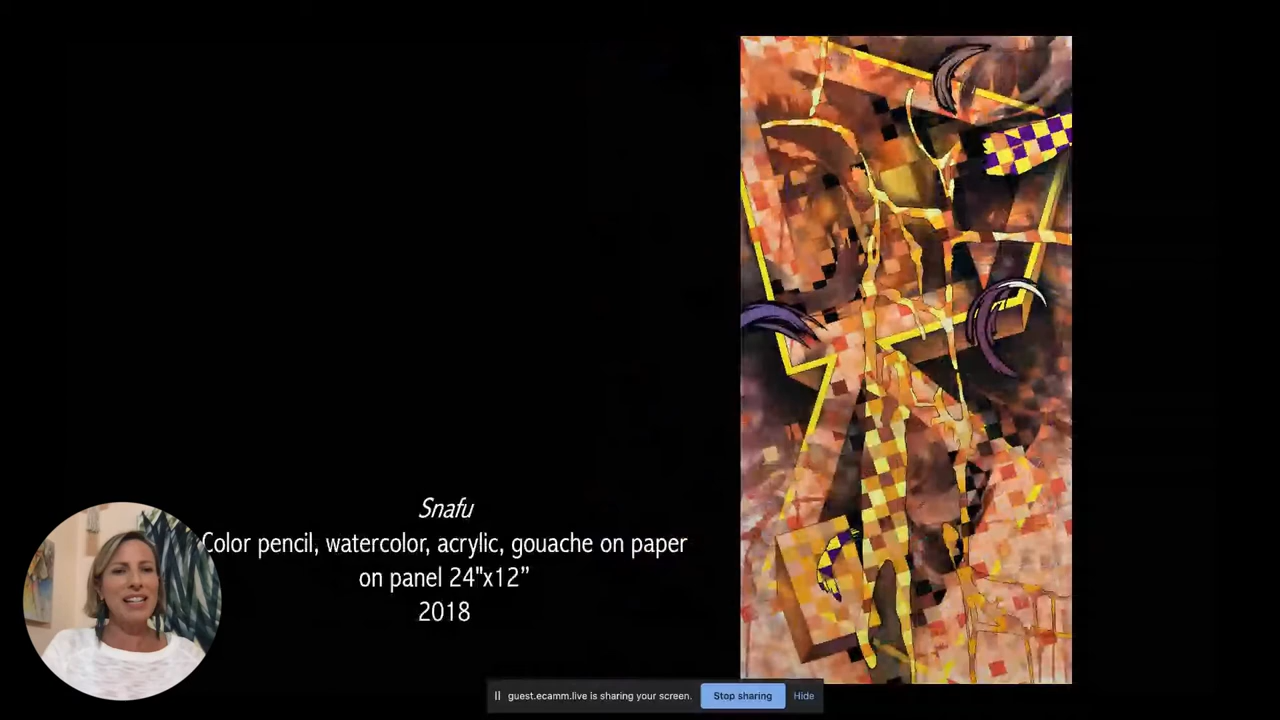 Snafu
Color pencil, watercolor, acrylic, gouache on paper
on panel 24"x12”
2018
guest.ecamm.live is sharing your screen.
Stop sharing
Hide